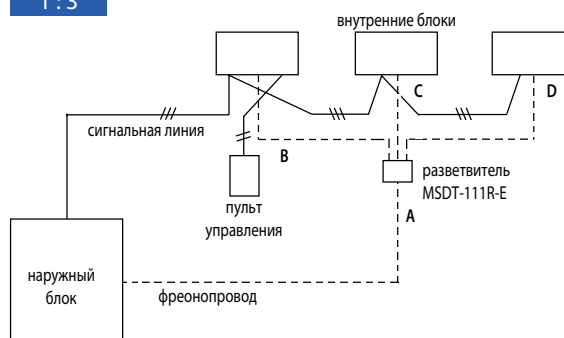 1 : 3
внутренние блоки
C
D
сигнальная линия
B
разветвитель
MSDT-111R-E
пульт
управления
A
наружный
блок
фреонопровод